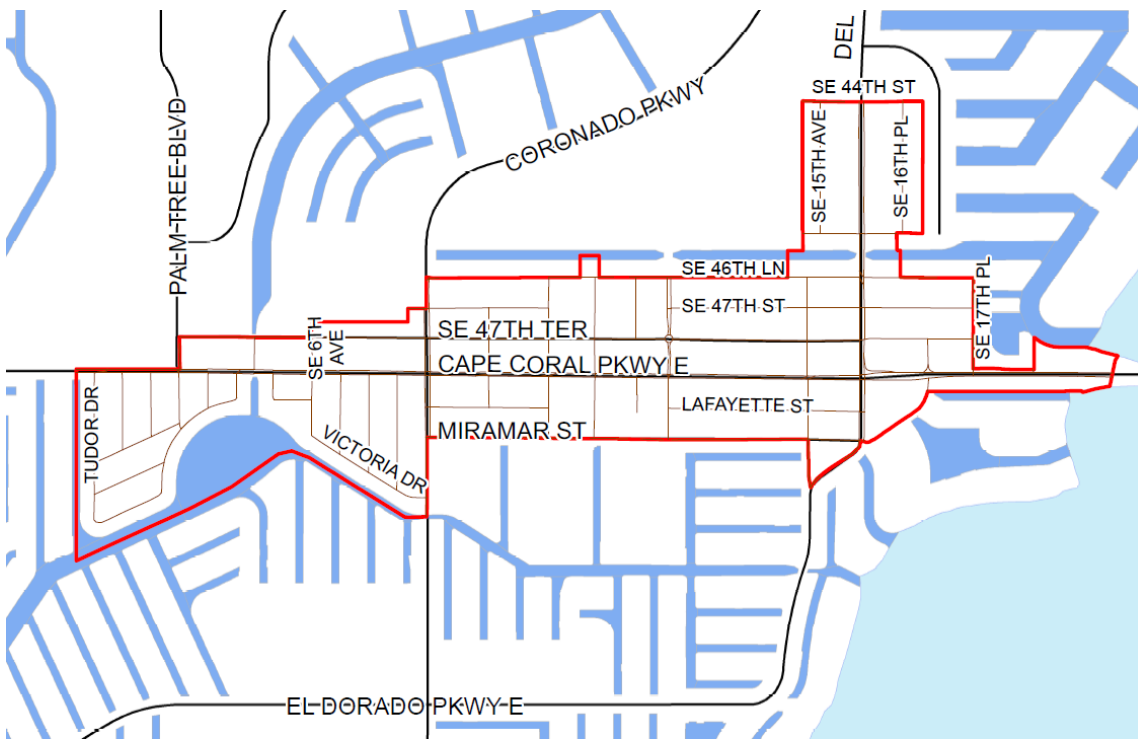 DEL
SE 44TH ST
PALM TREE BLVD
CORONADO PKWY
SE 15TH AVE
SE 16TH PL
SE 46TH LN
SE 47TH ST
SE 17TH PL
SE 6TH
AVE
SE 47TH TER
CAPE CORAL PKWY E
TUDOR DR
LAFAYETTE ST
MIRAMAR ST
VICTORIA DR
EL DORADO PKWY E